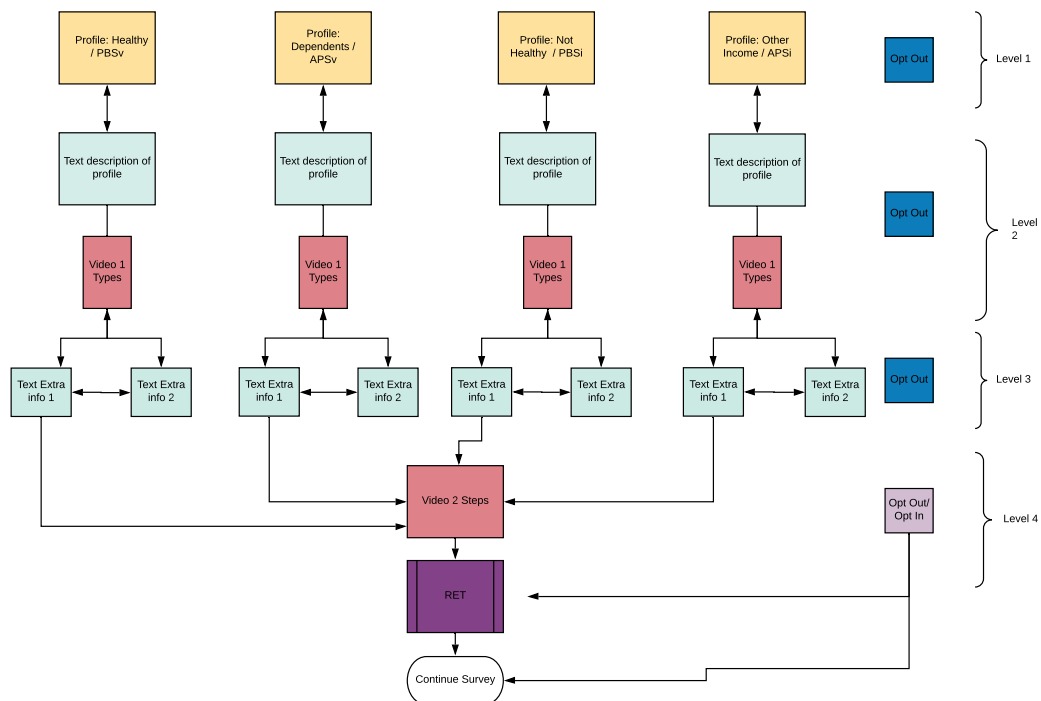 Profile: Healthy
/ PBSv
Profile:
Dependents /
APSv
Profile: Not
Healthy / PBSi
Profile: Other
Income / APSi
Opt Out
Level 1
Text description of
profile
Text description of
profile
Text description of
profile
Text description of
profile
Opt Out
Level
2
Video 1
Types
Video 1
Types
Video 1
Types
Video 1
Types
Text Extra
info 1
Text Extra
info 2
Text Extra
info 1
Text Extra
info 2
Text Extra
info 1
Text Extra
info 2
Text Extra
info 1
Text Extra
info 2
Opt Out
Level 3
Video 2 Steps
Opt Out/
Opt In
Level 4
RET
Continue Survey